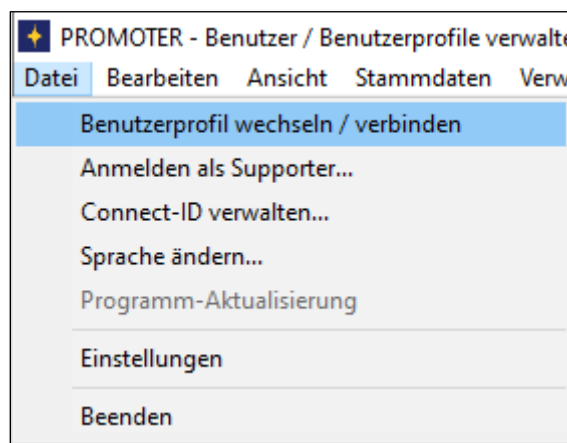 PROMOTER - Benutzer / Benutzerprofile
Datei Bearbeiten Ansicht Stammdaten
Benutzerprofil wechseln / verbinden
Anmelden als Supporter...
Connect-ID verwalten...
Sprache ändern...
Programm-Aktualisierung
Einstellungen
Beenden